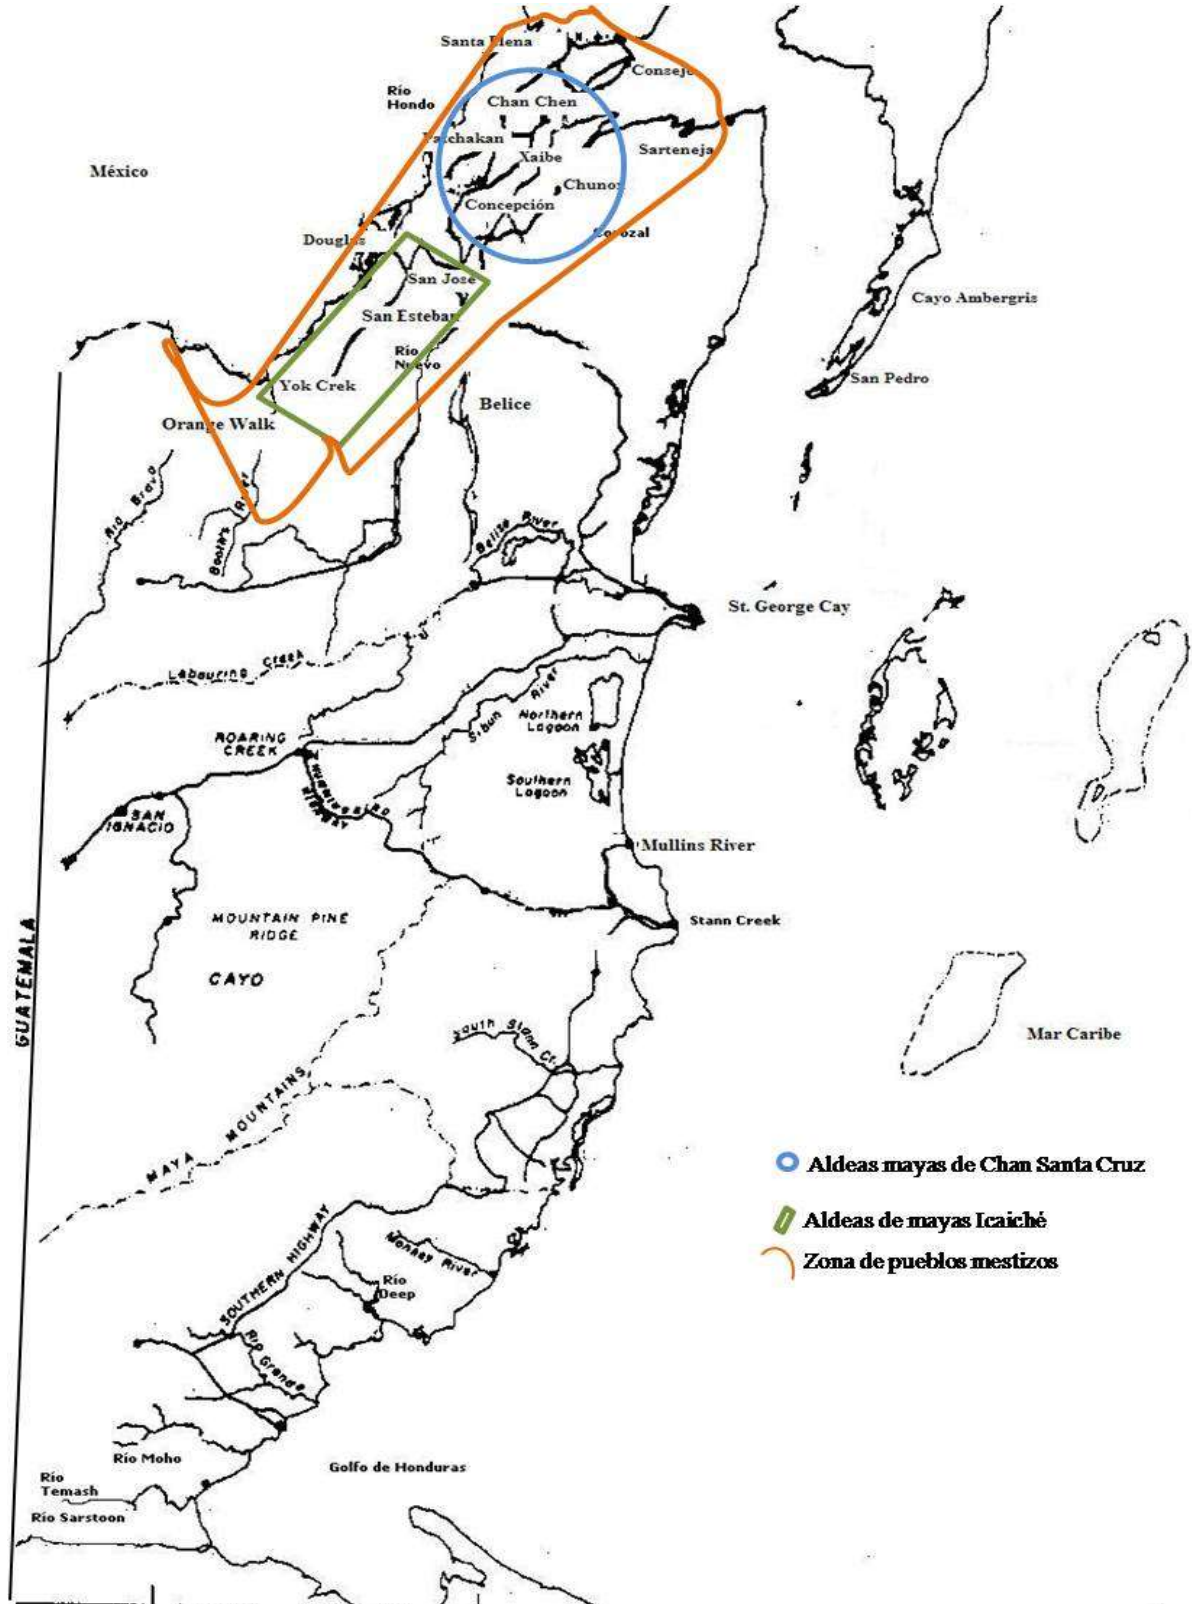 Santa Elena
Consejo
Río
Hondo
Chan Chen
Patchakan
Sarteneja
Xaibe
México
Chunox
Concepción
Corozal
Douglas
San Jose
Cayo Ambergris
San Esteban
Río
Nuevo
San Pedro
Yok Crek
Belice
Orange Walk
Rio Bravo
Booth's River
Belize River
St. George Cay
Labouring Creek
Sibun River
Northern
Lagoon
ROARING
CREEK
Southern
Lagoon
HUMMINGBIRD
HIGHWAY
SAN
IGNACIO
Mullins River
MOUNTAIN PINE
RIDGE
Stann Creek
GUATEMALA
CAYO
South Stann Cr.
Mar Caribe
MAYA MOUNTAINS
Aldeas mayas de Chan Santa Cruz
Aldeas de mayas Icaiché
Zona de pueblos mestizos
SOUTHERN HIGHWAY
Monkey River
Río
Deep
Rio Grande
Río Moho
Golfo de Honduras
Río
Temash
Río Sarstoon